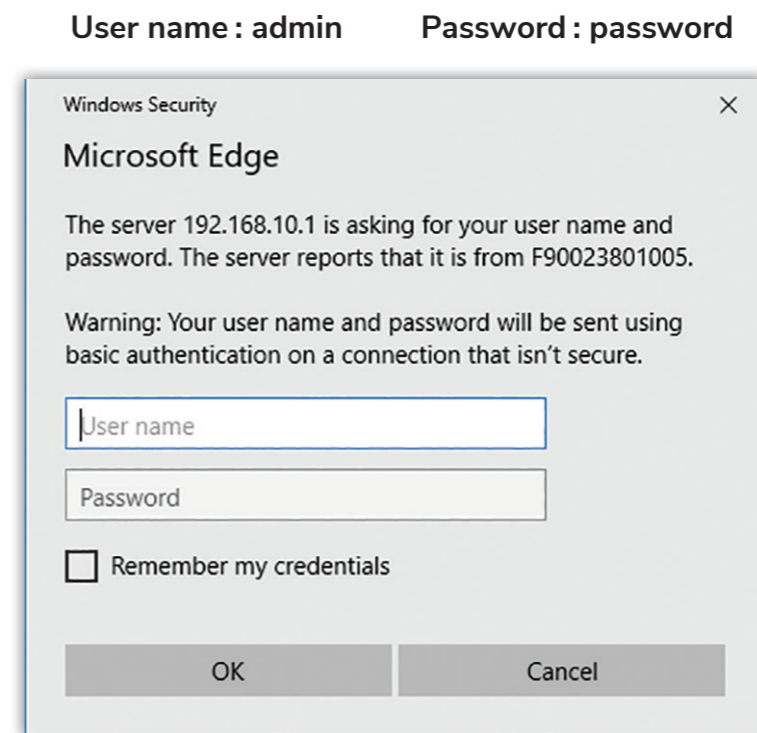 User name : admin Password : password
Windows Security
Microsoft Edge
The server 192.168.10.1 is asking for your user name and
password. The server reports that it is from F90023801005.
Warning: Your user name and password will be sent using
basic authentication on a connection that isn't secure.
User name
Password
Remember my credentials
OK Cancel